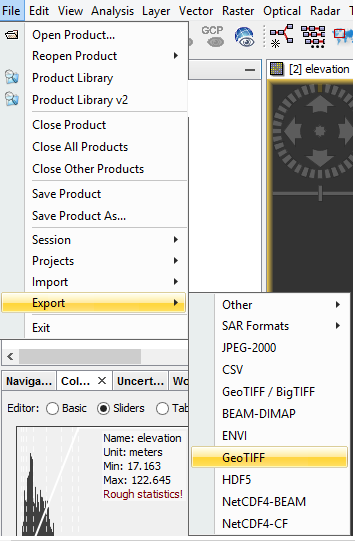 File Edit View Analysis Layer Vector Raster Optical Radar
Open Product...
GCP
Reopen Product
Product Library
[2] elevation
Product Library v2
Close Product
Close All Products
Close Other Products
Save Product
Save Product As...
Session
Projects
Import
Export
Exit
Other
SAR Formats
JPEG-2000
CSV
GeoTIFF / BigTIFF
BEAM-DIMAP
ENVI
GeoTIFF
HDF5
NetCDF4-BEAM
NetCDF4-CF
Naviga... Col... Uncert... Wo
Editor: Basic Sliders Tab
Name: elevation
Unit: meters
Min: 17.163
Max: 122.645
Rough statistics!